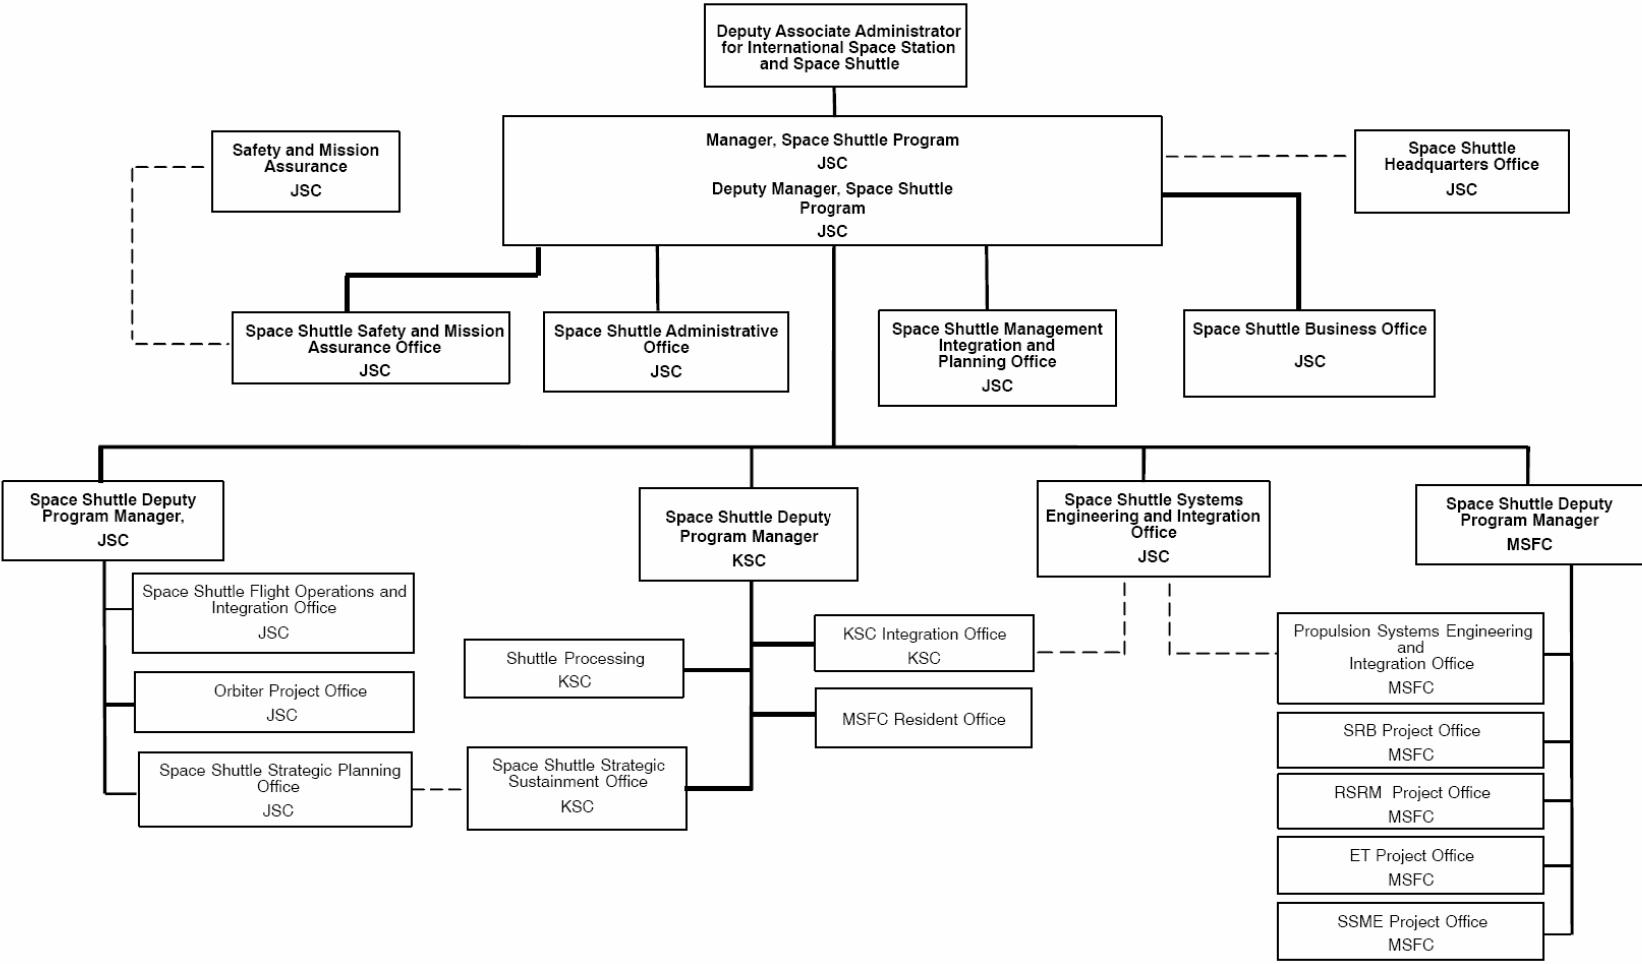 Deputy Associate Administrator
for International Space Station
and Space Shuttle
Manager, Space Shuttle Program
JSC
Deputy Manager, Space Shuttle
Program
JSC
Safety and Mission
Assurance
JSC
Space Shuttle
Headquarters Office
JSC
Space Shuttle Safety and Mission
Assurance Office
JSC
Space Shuttle Administrative
Office
JSC
Space Shuttle Management
Integration and
Planning Office
JSC
Space Shuttle Business Office
JSC
Space Shuttle Deputy
Program Manager,
JSC
Space Shuttle Deputy
Program Manager
KSC
Space Shuttle Systems
Engineering and Integration
Office
JSC
Space Shuttle Deputy
Program Manager
MSFC
Space Shuttle Flight Operations and
Integration Office
JSC
Orbiter Project Office
JSC
Space Shuttle Strategic Planning
Office
JSC
Shuttle Processing
KSC
Space Shuttle Strategic
Sustainment Office
KSC
KSC Integration Office
KSC
MSFC Resident Office
Propulsion Systems Engineering
and
Integration Office
MSFC
SRB Project Office
MSFC
RSRM Project Office
MSFC
ET Project Office
MSFC
SSME Project Office
MSFC